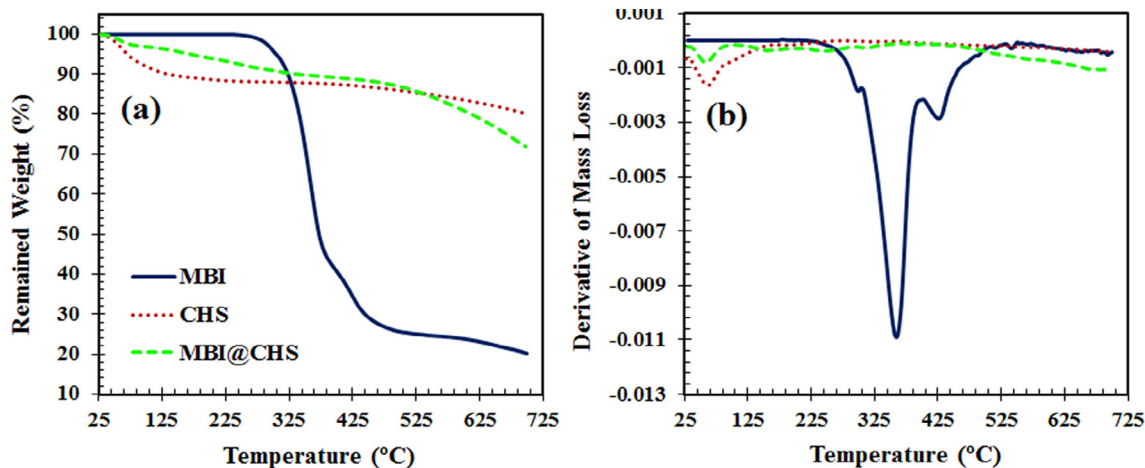 100
90
80
70
60
50
40
30
20
10
Remained Weight (%)
(a)
MBI
CHS
MBI@CHS
25 125 225 325 425 525 625 725
Temperature (ºC)
-0.001
-0.001
-0.003
-0.005
-0.007
-0.009
-0.011
-0.013
Derivative of Mass Loss
(b)
25 125 225 325 425 525 625 725
Temperature (ºC)